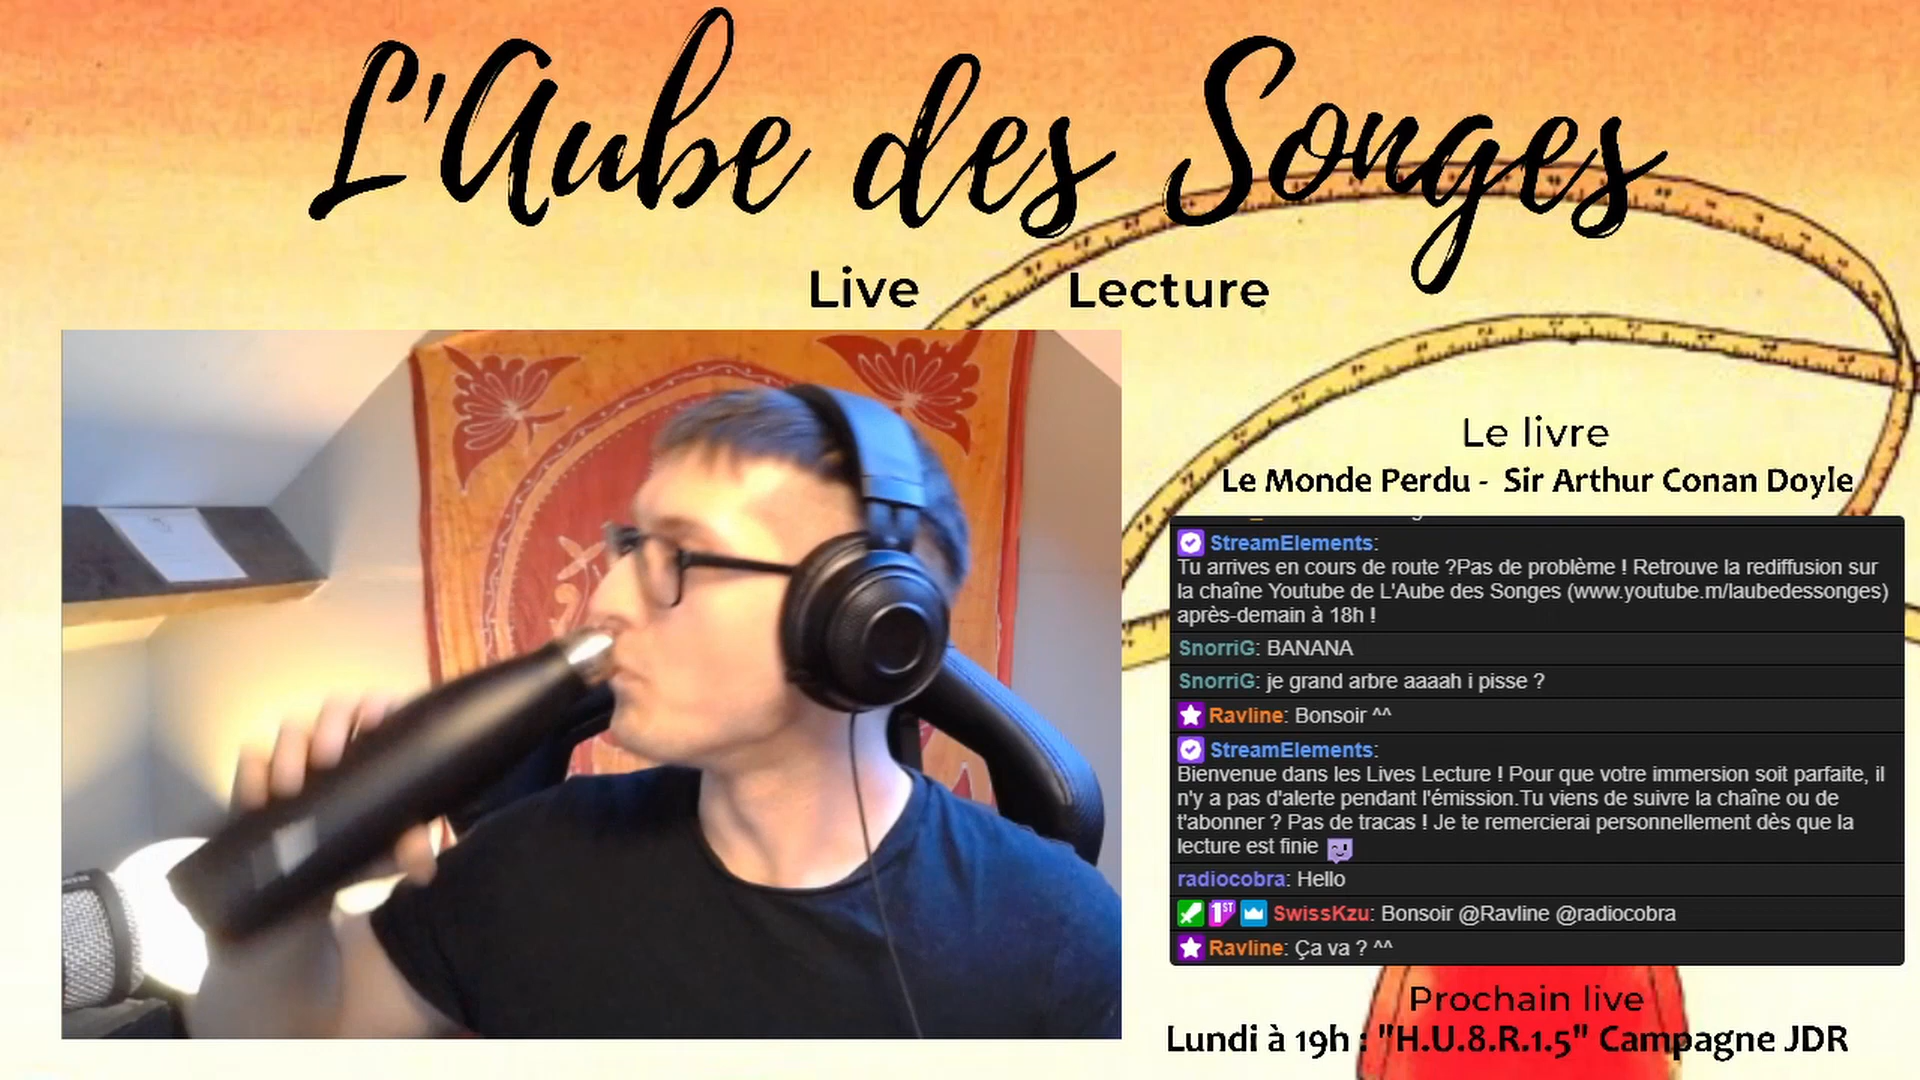 L'Aube des Songes
Live Lecture
Le livre
Le Monde Perdu - Sir Arthur Conan Doyle
StreamElements:
Tu arrives en cours de route ?Pas de problème ! Retrouve la rediffusion sur
la chaîne Youtube de L'Aube des Songes (www.youtube.m/laubedessonges)
après-demain à 18h !
SnorriG: BANANA
SnorriG: je grand arbre aaaah i pisse ?
Ravline: Bonsoir ^^
StreamElements:
Bienvenue dans les Lives Lecture ! Pour que votre immersion soit parfaite, il
n'y a pas d'alerte pendant l'émission.Tu viens de suivre la chaîne ou de
t'abonner ? Pas de tracas ! Je te remercierai personnellement dès que la
lecture est finie
radiocobra: Hello
1ST SwissKzu: Bonsoir @Ravline @radiocobra
Ravline: Ça va ? ^^
Prochain live
Lundi à 19h : "H.U.8.R.1.5" Campagne JDR